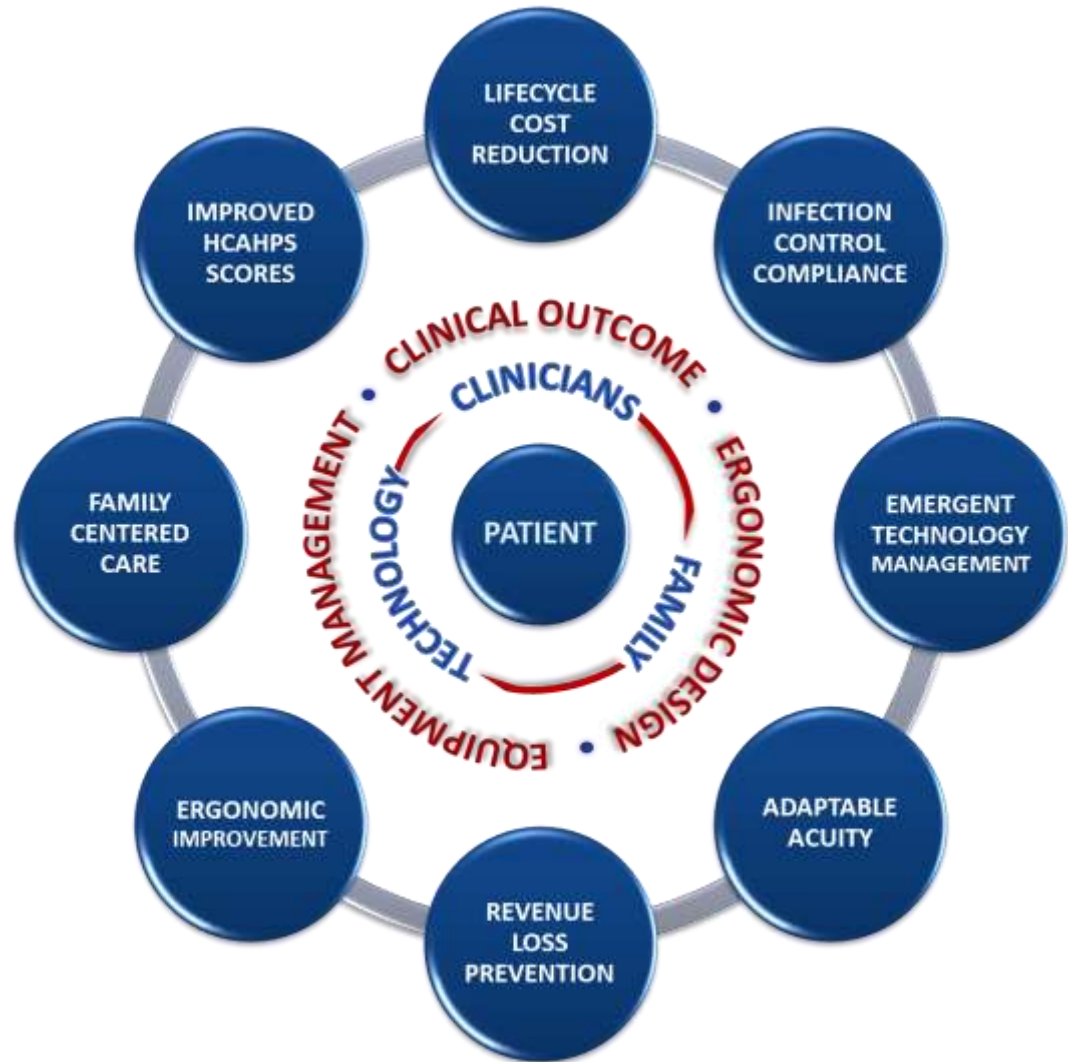 LIFECYCLE
COST
REDUCTION
INFECTION
CONTROL
COMPLIANCE
EMERGENT
TECHNOLOGY
MANAGEMENT
ADAPTABLE
ACUITY
REVENUE
LOSS
PREVENTION
ERGONOMIC
IMPROVEMENT
FAMILY
CENTERED
CARE
IMPROVED
HCAHPS
SCORES
CLINICAL OUTCOME •
ERGONOMIC DESIGN •
EQUIPMENT MANAGEMENT •
CLINICIANS
FAMILY
TECHNOLOGY
PATIENT